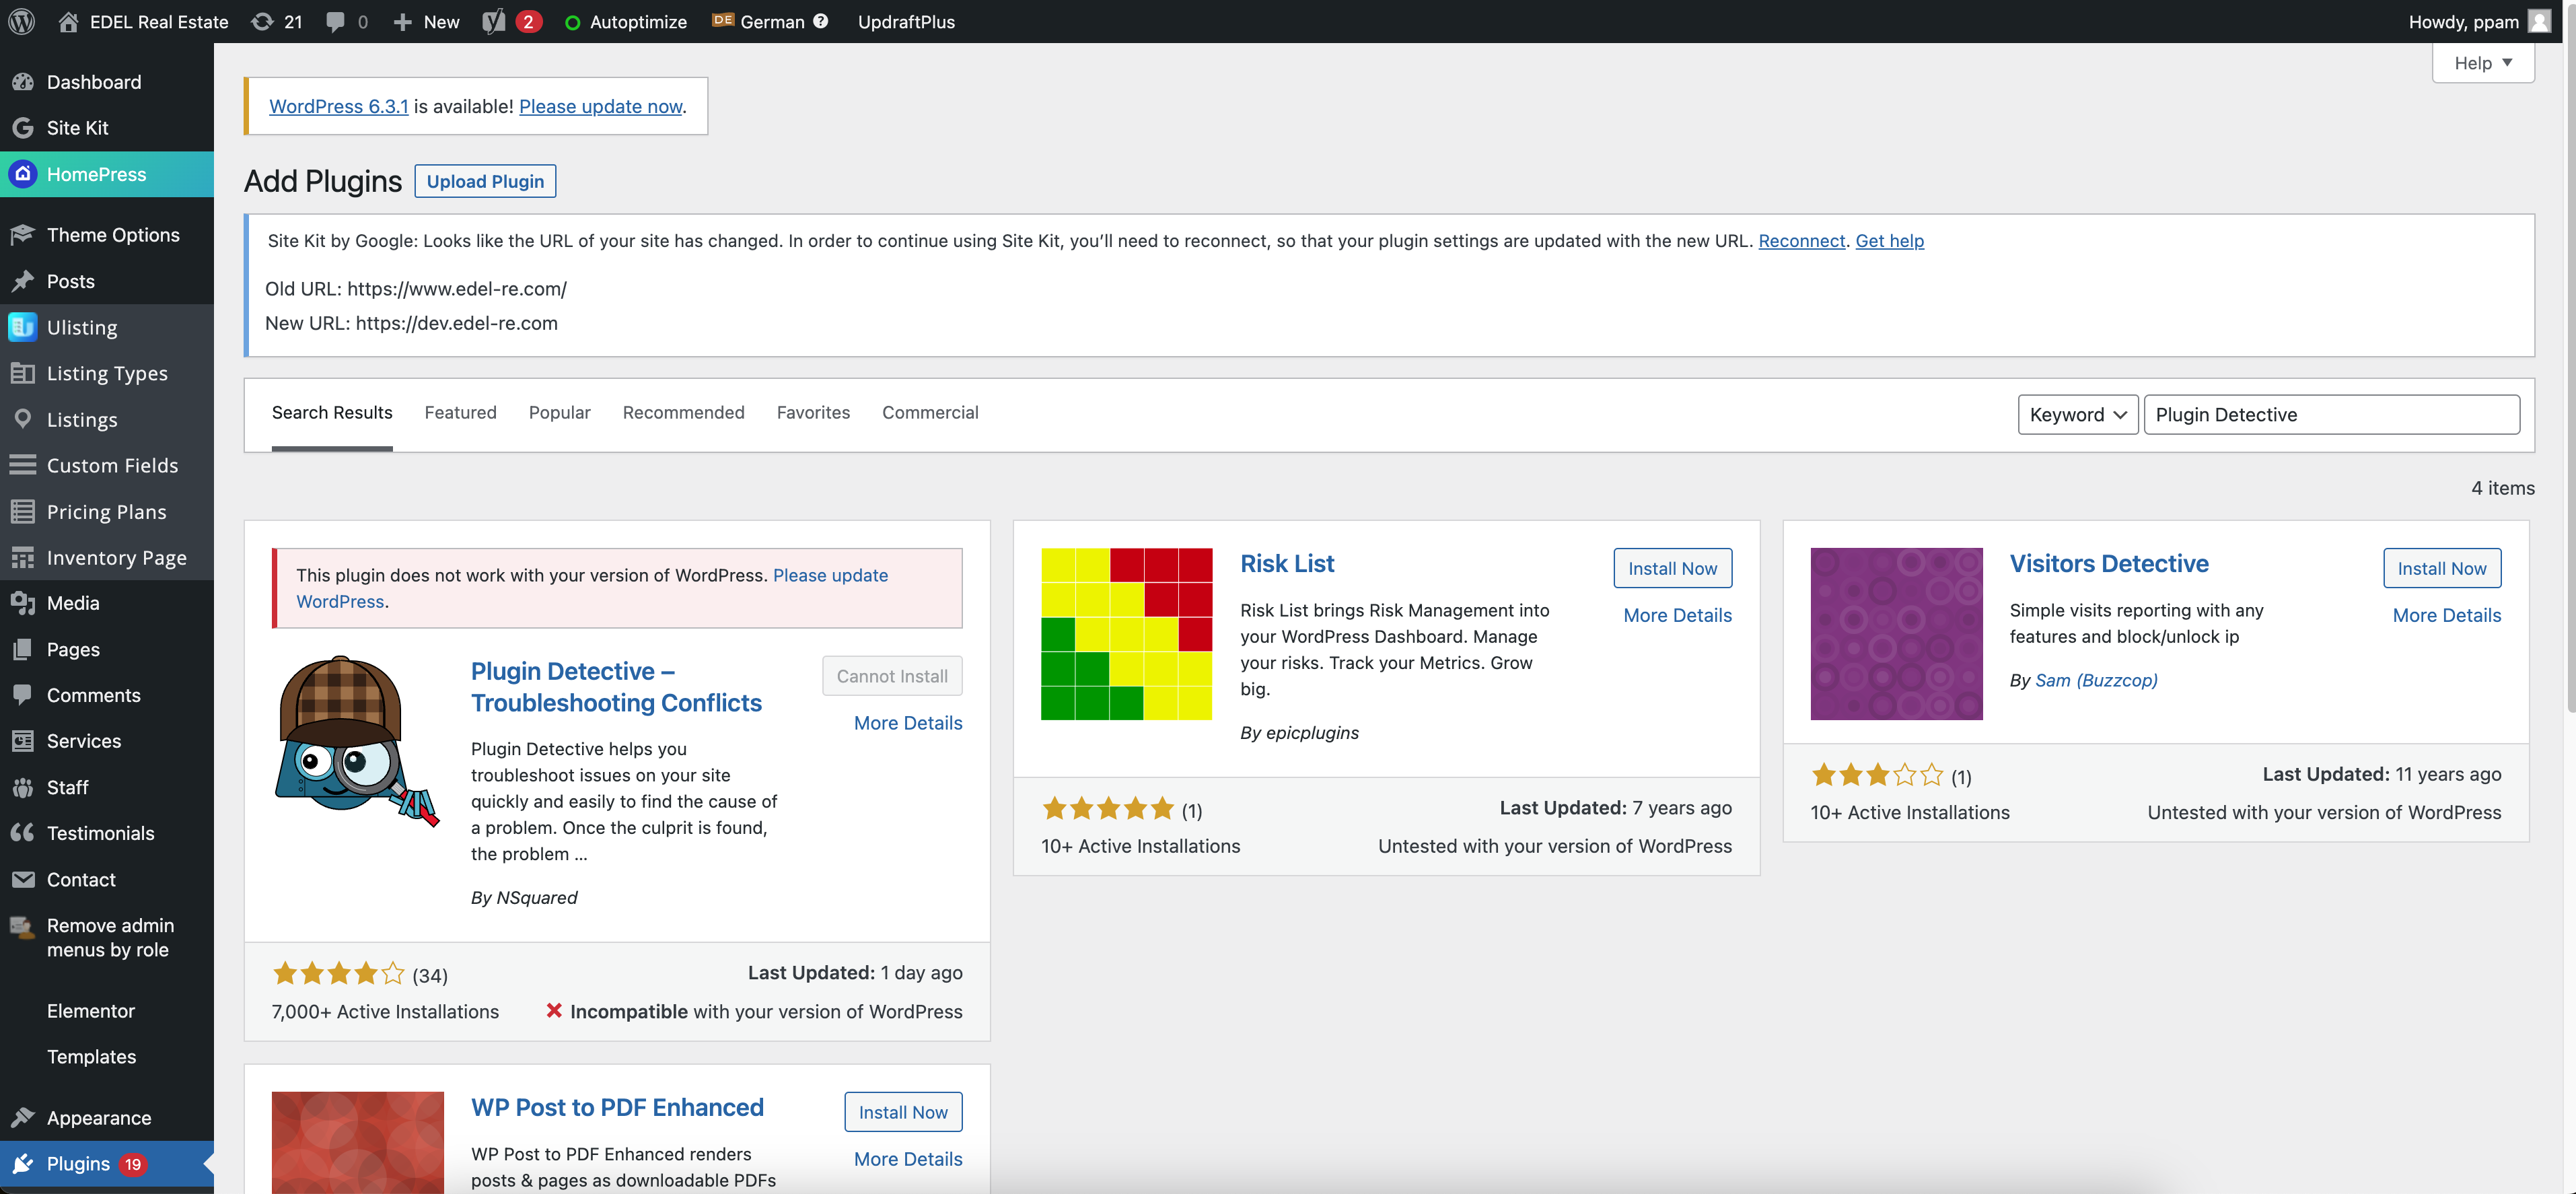 EDEL Real Estate 21 0 New 2 Autoptimize DE German ? UpdraftPlus Howdy, ppam
Help
Dashboard
Site Kit
HomePress
Theme Options
Posts
Ulisting
Listing Types
Listings
Custom Fields
Pricing Plans
Inventory Page
Media
Pages
Comments
Services
Staff
Testimonials
Contact
Remove admin
menus by role
Elementor
Templates
Appearance
Plugins 19
WordPress 6.3.1 is available! Please update now.
Add Plugins Upload Plugin
Site Kit by Google: Looks like the URL of your site has changed. In order to continue using Site Kit, you’ll need to reconnect, so that your plugin settings are updated with the new URL. Reconnect. Get help
Old URL: https://www.edel-re.com/
New URL: https://dev.edel-re.com
Search Results Featured Popular Recommended Favorites Commercial Keyword Plugin Detective
4 items
This plugin does not work with your version of WordPress. Please update
WordPress.
Plugin Detective –
Troubleshooting Conflicts
Cannot Install
More Details
Plugin Detective helps you
troubleshoot issues on your site
quickly and easily to find the cause of
a problem. Once the culprit is found,
the problem ...
By NSquared
(34) Last Updated: 1 day ago
7,000+ Active Installations Incompatible with your version of WordPress
Risk List
Install Now
More Details
Risk List brings Risk Management into
your WordPress Dashboard. Manage
your risks. Track your Metrics. Grow
big.
By epicplugins
(1) Last Updated: 7 years ago
10+ Active Installations Untested with your version of WordPress
Visitors Detective
Install Now
More Details
Simple visits reporting with any
features and block/unlock ip
By Sam (Buzzcop)
(1) Last Updated: 11 years ago
10+ Active Installations Untested with your version of WordPress
WP Post to PDF Enhanced
Install Now
More Details
WP Post to PDF Enhanced renders
posts & pages as downloadable PDFs